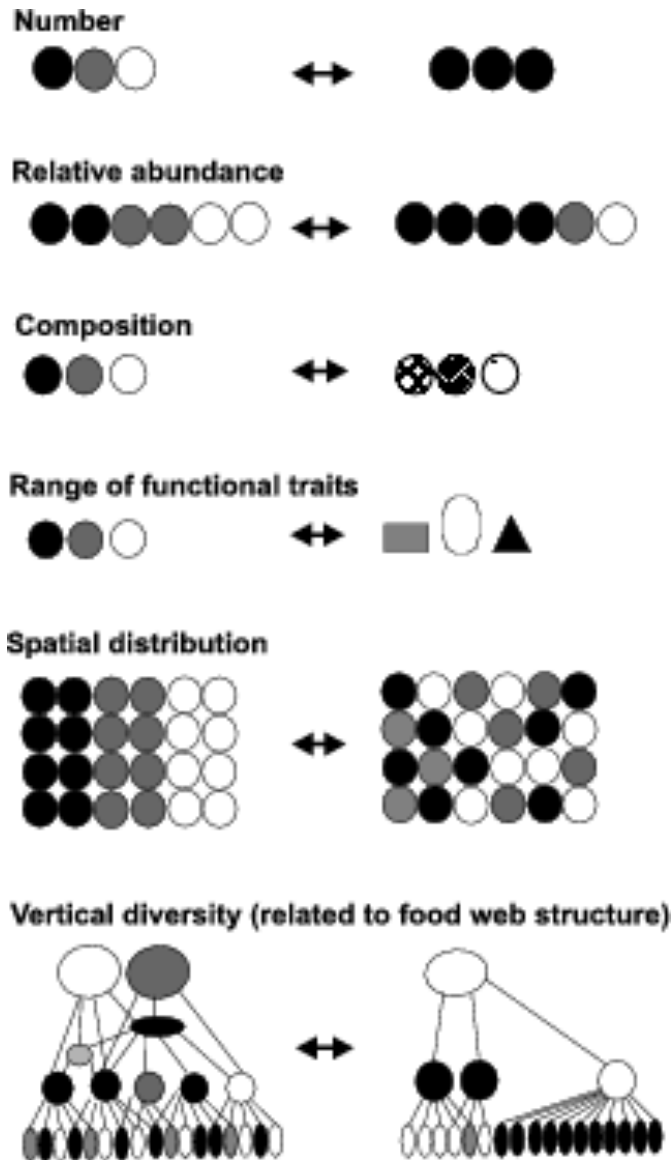 Number
Relative abundance
Composition
Range of functional traits
Spatial distribution
Vertical diversity (related to food web structure)